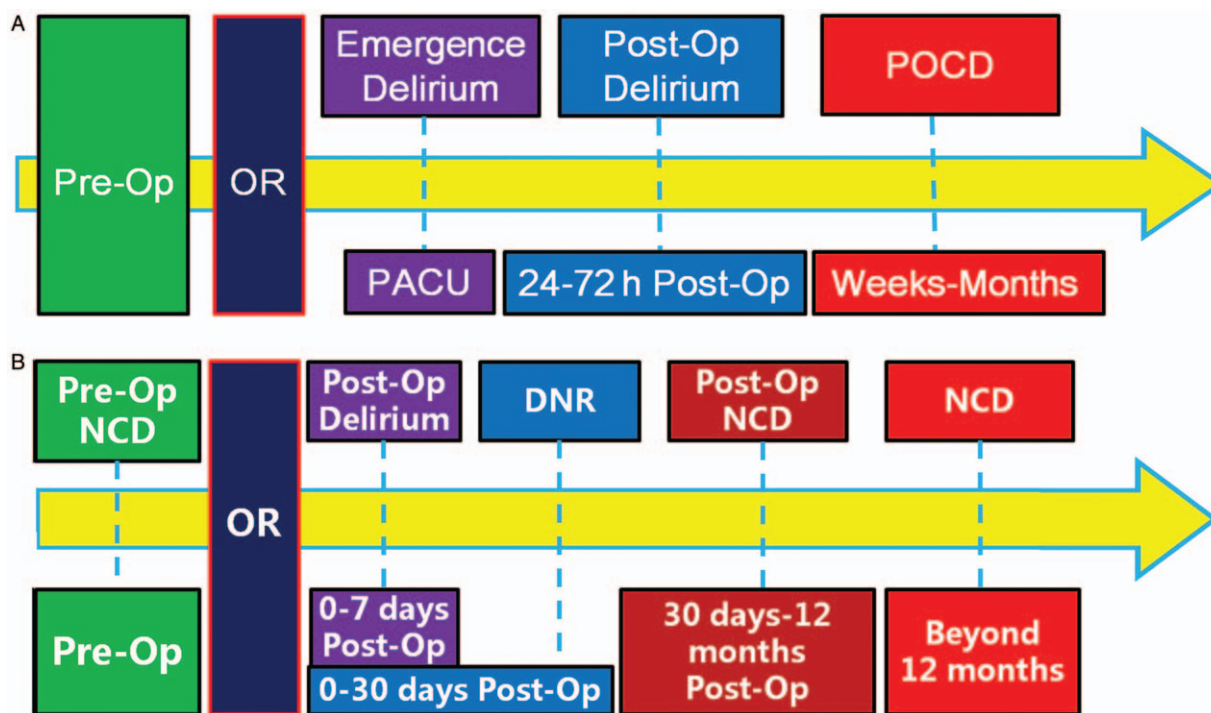 A
Emergence
Delirium
Post-Op
Delirium
POCD
Pre-Op
OR
PACU
24-72 h Post-Op
Weeks-Months
B
Pre-Op
NCD
Post-Op
Delirium
DNR
Post-Op
NCD
NCD
OR
Pre-Op
0-7 days
Post-Op
0-30 days Post-Op
30 days-12
months
Post-Op
Beyond
12 months